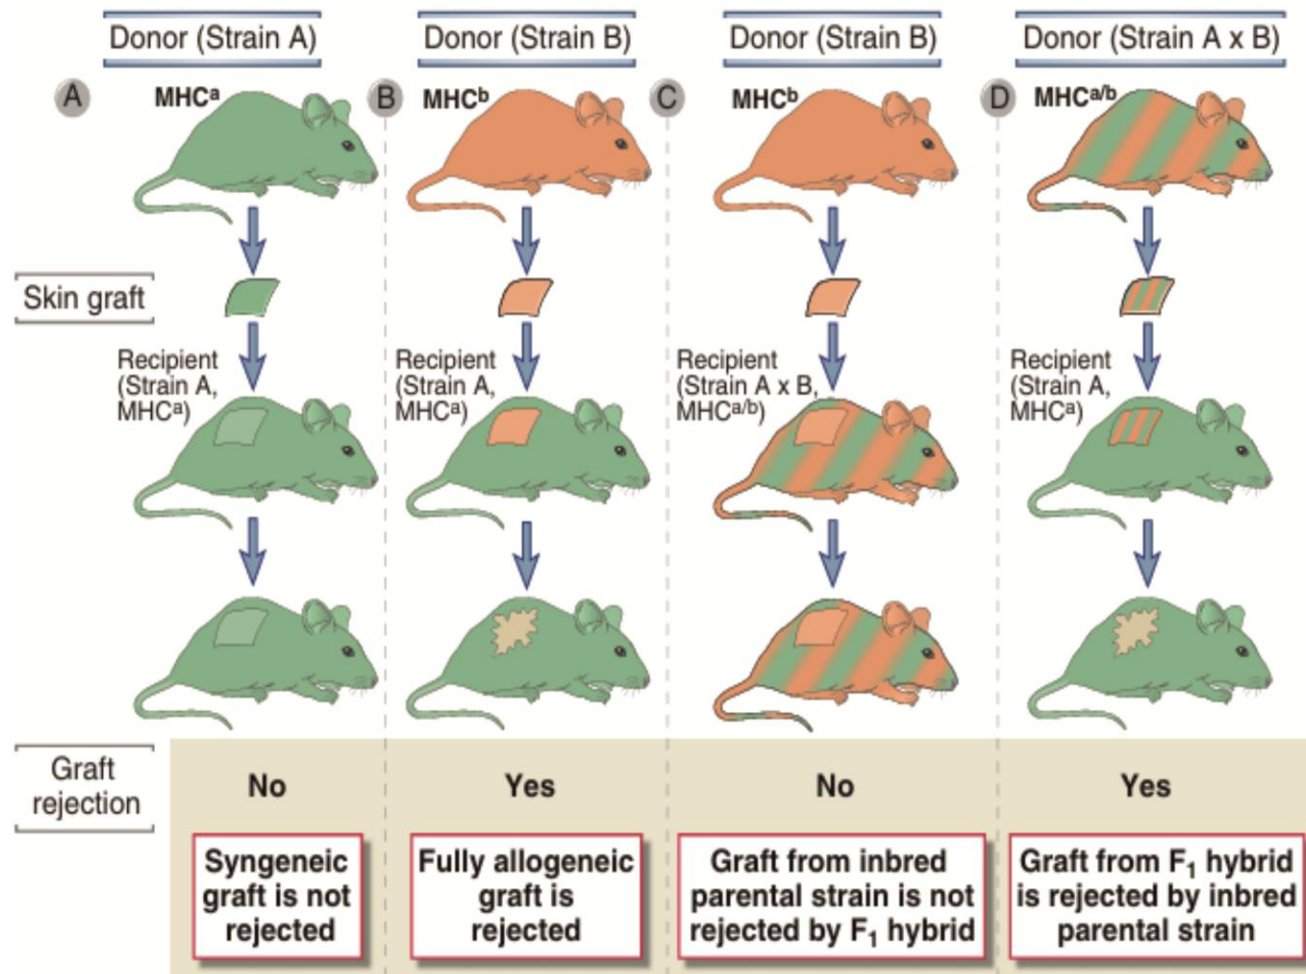 Donor (Strain A)
Donor (Strain B)
Donor (Strain B)
Donor (Strain A x B)
A
MHCᵃ
B
MHCᵇ
C
MHCᵇ
D
MHCᵃ/ᵇ
Skin graft
Recipient
(Strain A,
MHCᵃ)
Recipient
(Strain A,
MHCᵃ)
Recipient
(Strain A x B,
MHCᵃ/ᵇ)
Recipient
(Strain A,
MHCᵃ)
Graft
rejection
No
Yes
No
Yes
Syngeneic
graft is not
rejected
Fully allogeneic
graft is
rejected
Graft from inbred
parental strain is not
rejected by F₁ hybrid
Graft from F₁ hybrid
is rejected by inbred
parental strain